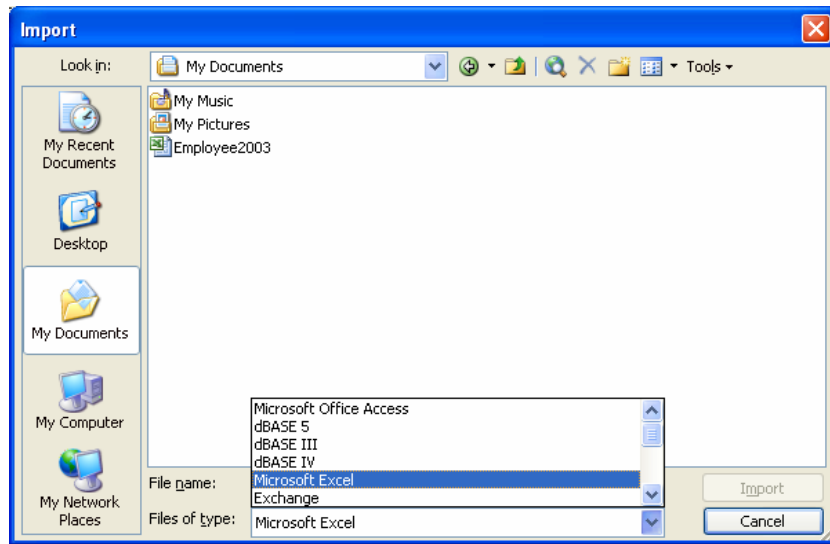 Import
Look in:
My Documents
Tools
My Recent
Documents
Desktop
My Documents
My Computer
My Network
Places
My Music
My Pictures
Employee2003
Microsoft Office Access
dBASE 5
dBASE III
dBASE IV
Microsoft Excel
Exchange
File name:
Import
Files of type:
Microsoft Excel
Cancel